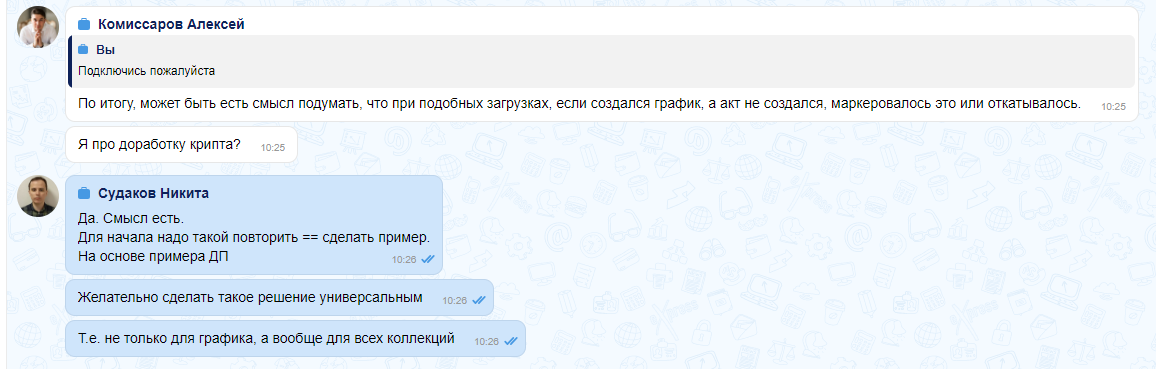 Комиссаров Алексей
Вы
Подключись пожалуйста
По итогу, может быть есть смысл подумать, что при подобных загрузках, если создался график, а акт не создался, маркеровалось это или откатывалось. 10:25
Я про доработку крипта? 10:25
Судаков Никита
Да. Смысл есть.
Для начала надо такой повторить == сделать пример.
На основе примера ДП 10:26
Желательно сделать такое решение универсальным 10:26
Т.е. не только для графика, а вообще для всех коллекций 10:26